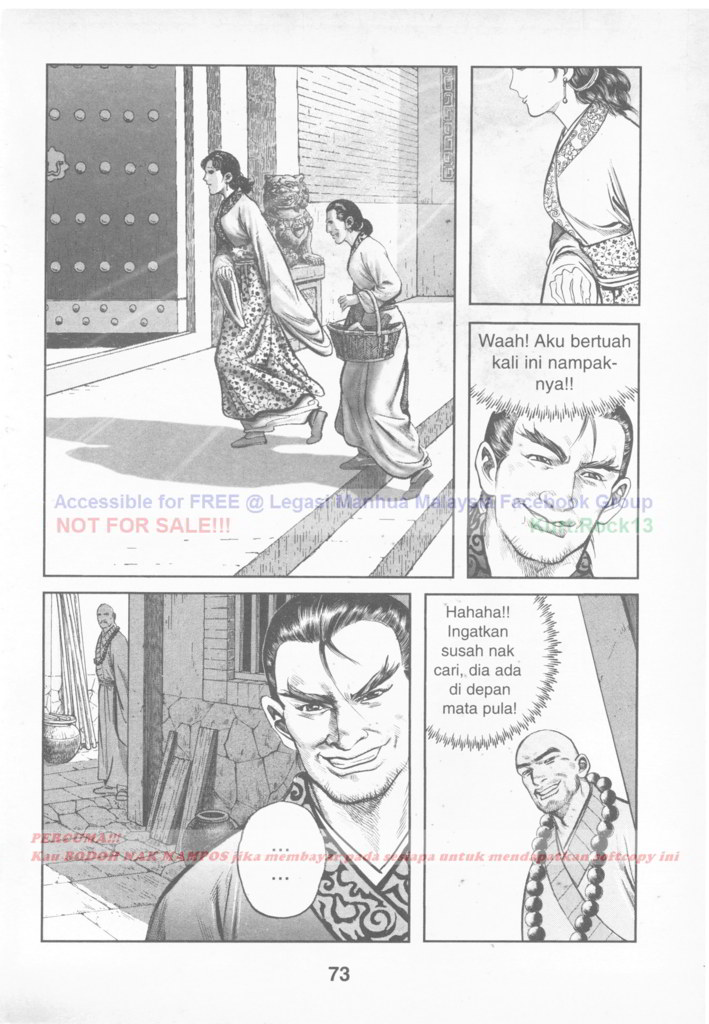 Waah! Aku bertuah
kali ini nampak-
nya!!
Accessible for FREE @ Legasi Manhua Malaysia Facebook Group
NOT FOR SALE!!!
Hahaha!!
Ingatkan
susah nak
cari, dia ada
di depan
mata pula!
...
...
PERCUMA!!!
Kau BODOH NAK MAMPOS jika membayar pada sesiapa untuk mendapatkan softcopy ini
73